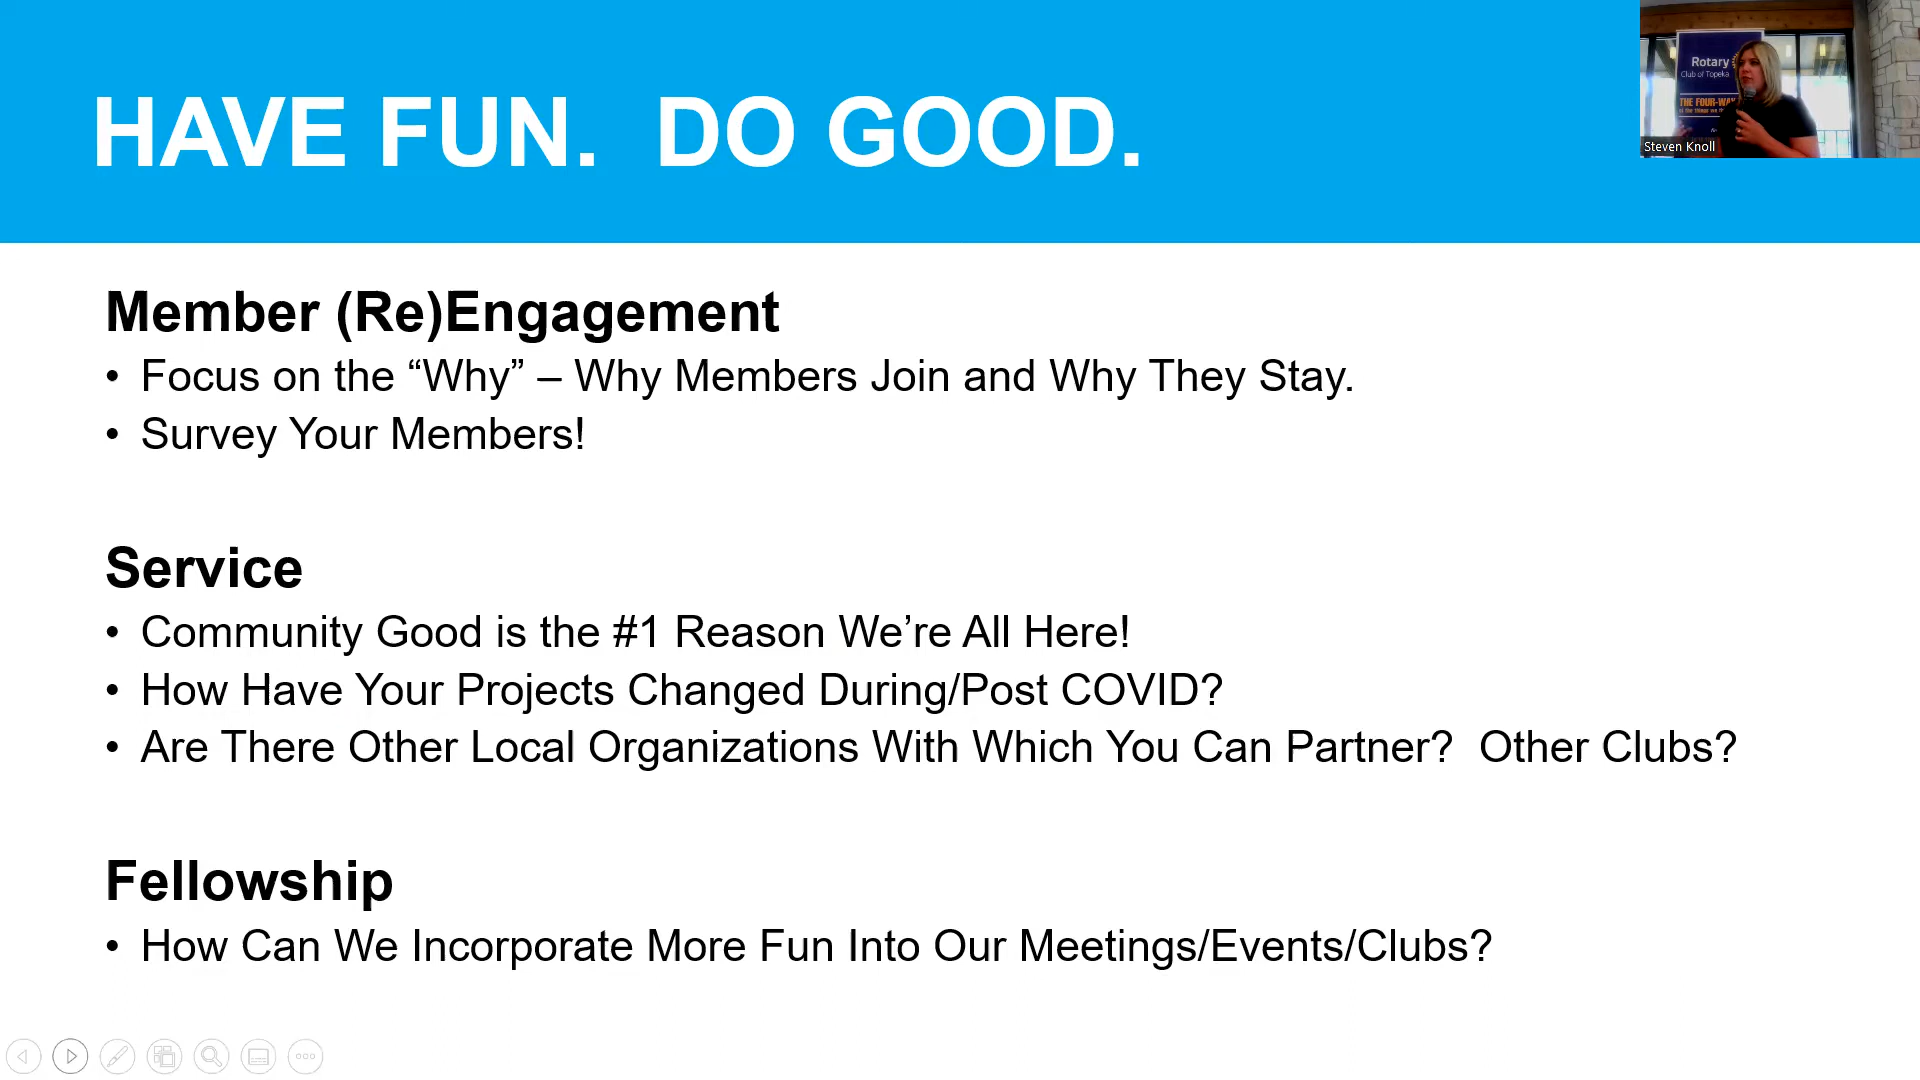 HAVE FUN.  DO GOOD.
Rotary
Club of Topeka
THE FOUR-WA
Steven Knoll
Member (Re)Engagement
• Focus on the “Why” – Why Members Join and Why They Stay.
• Survey Your Members!
Service
• Community Good is the #1 Reason We’re All Here!
• How Have Your Projects Changed During/Post COVID?
• Are There Other Local Organizations With Which You Can Partner?  Other Clubs?
Fellowship
• How Can We Incorporate More Fun Into Our Meetings/Events/Clubs?